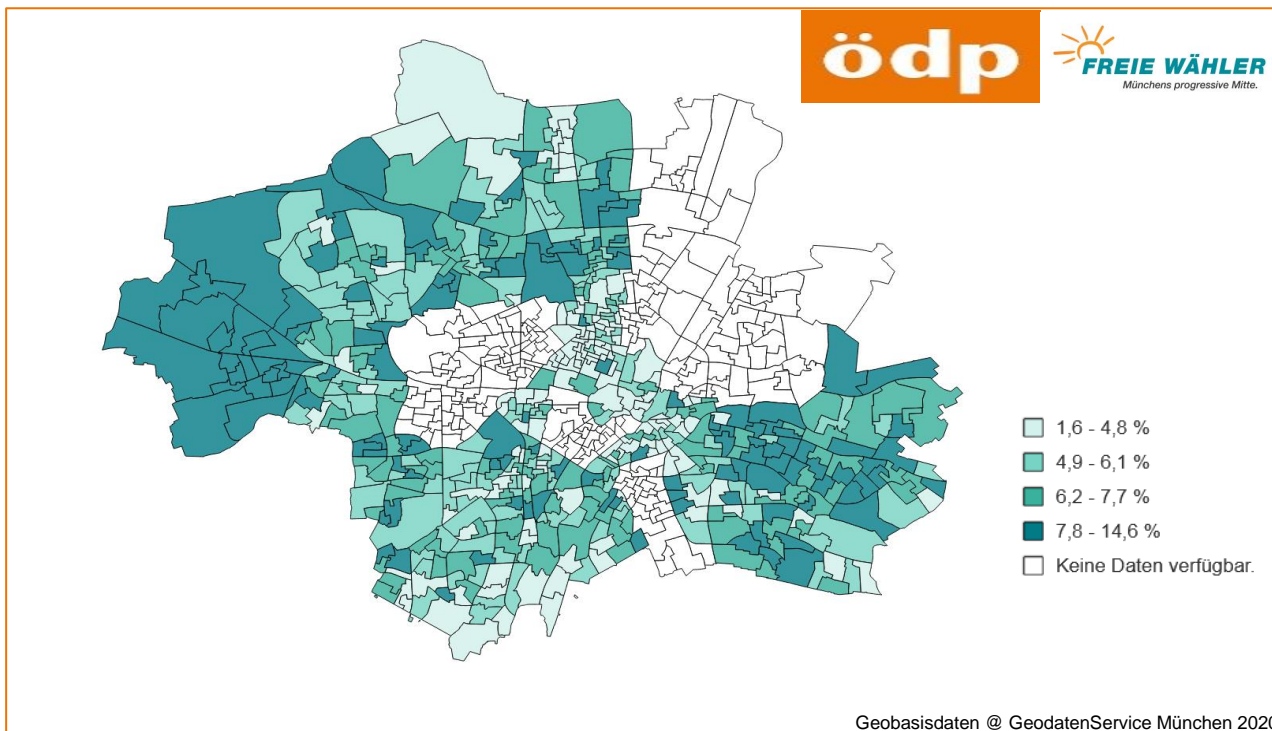 ödp
FREIE WÄHLER
Münchens progressive Mitte.
1,6 - 4,8 %
4,9 - 6,1 %
6,2 - 7,7 %
7,8 - 14,6 %
Keine Daten verfügbar.
Geobasisdaten @ GeodatenService München 2020